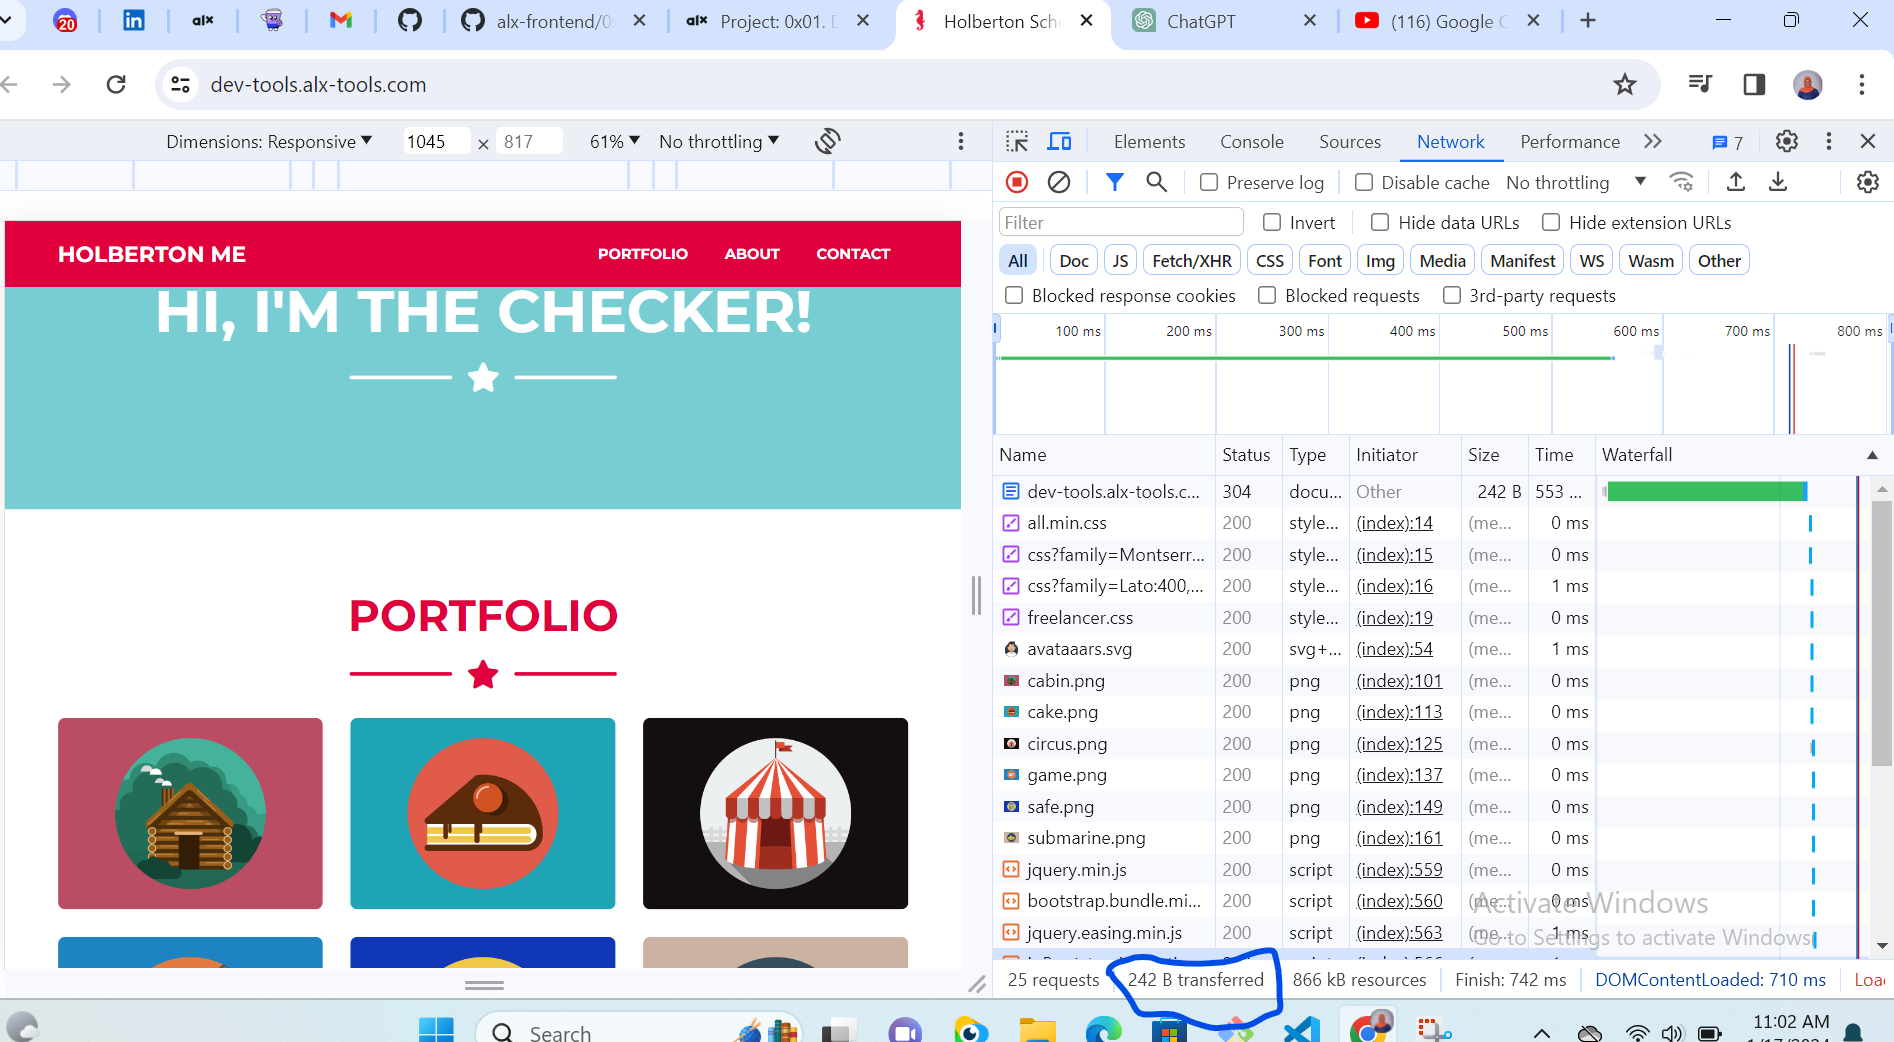 20
alx
alx-frontend/0
alx Project: 0x01. D
Holberton Scho
ChatGPT
(116) Google C
dev-tools.alx-tools.com
Dimensions: Responsive 1045 × 817 61% No throttling
Elements Console Sources Network Performance 7
Preserve log Disable cache No throttling
Filter Invert Hide data URLs Hide extension URLs
All Doc JS Fetch/XHR CSS Font Img Media Manifest WS Wasm Other
Blocked response cookies Blocked requests 3rd-party requests
100 ms 200 ms 300 ms 400 ms 500 ms 600 ms 700 ms 800 ms
HOLBERTON ME PORTFOLIO ABOUT CONTACT
HI, I'M THE CHECKER!
PORTFOLIO
Name Status Type Initiator Size Time Waterfall
dev-tools.alx-tools.c... 304 docu... Other 242 B 553 ...
all.min.css 200 style... (index):14 (me... 0 ms
css?family=Montserr... 200 style... (index):15 (me... 0 ms
css?family=Lato:400,... 200 style... (index):16 (me... 1 ms
freelancer.css 200 style... (index):19 (me... 0 ms
avataaars.svg 200 svg+... (index):54 (me... 1 ms
cabin.png 200 png (index):101 (me... 0 ms
cake.png 200 png (index):113 (me... 0 ms
circus.png 200 png (index):125 (me... 0 ms
game.png 200 png (index):137 (me... 0 ms
safe.png 200 png (index):149 (me... 0 ms
submarine.png 200 png (index):161 (me... 0 ms
jquery.min.js 200 script (index):559 (me... 0 ms
bootstrap.bundle.mi... 200 script (index):560 (me... 0 ms
jquery.easing.min.js 200 script (index):563 (me... 1 ms
Activate Windows
Go to Settings to activate Windows.
25 requests 242 B transferred 866 kB resources Finish: 742 ms DOMContentLoaded: 710 ms Load
Search
11:02 AM
1/17/2024